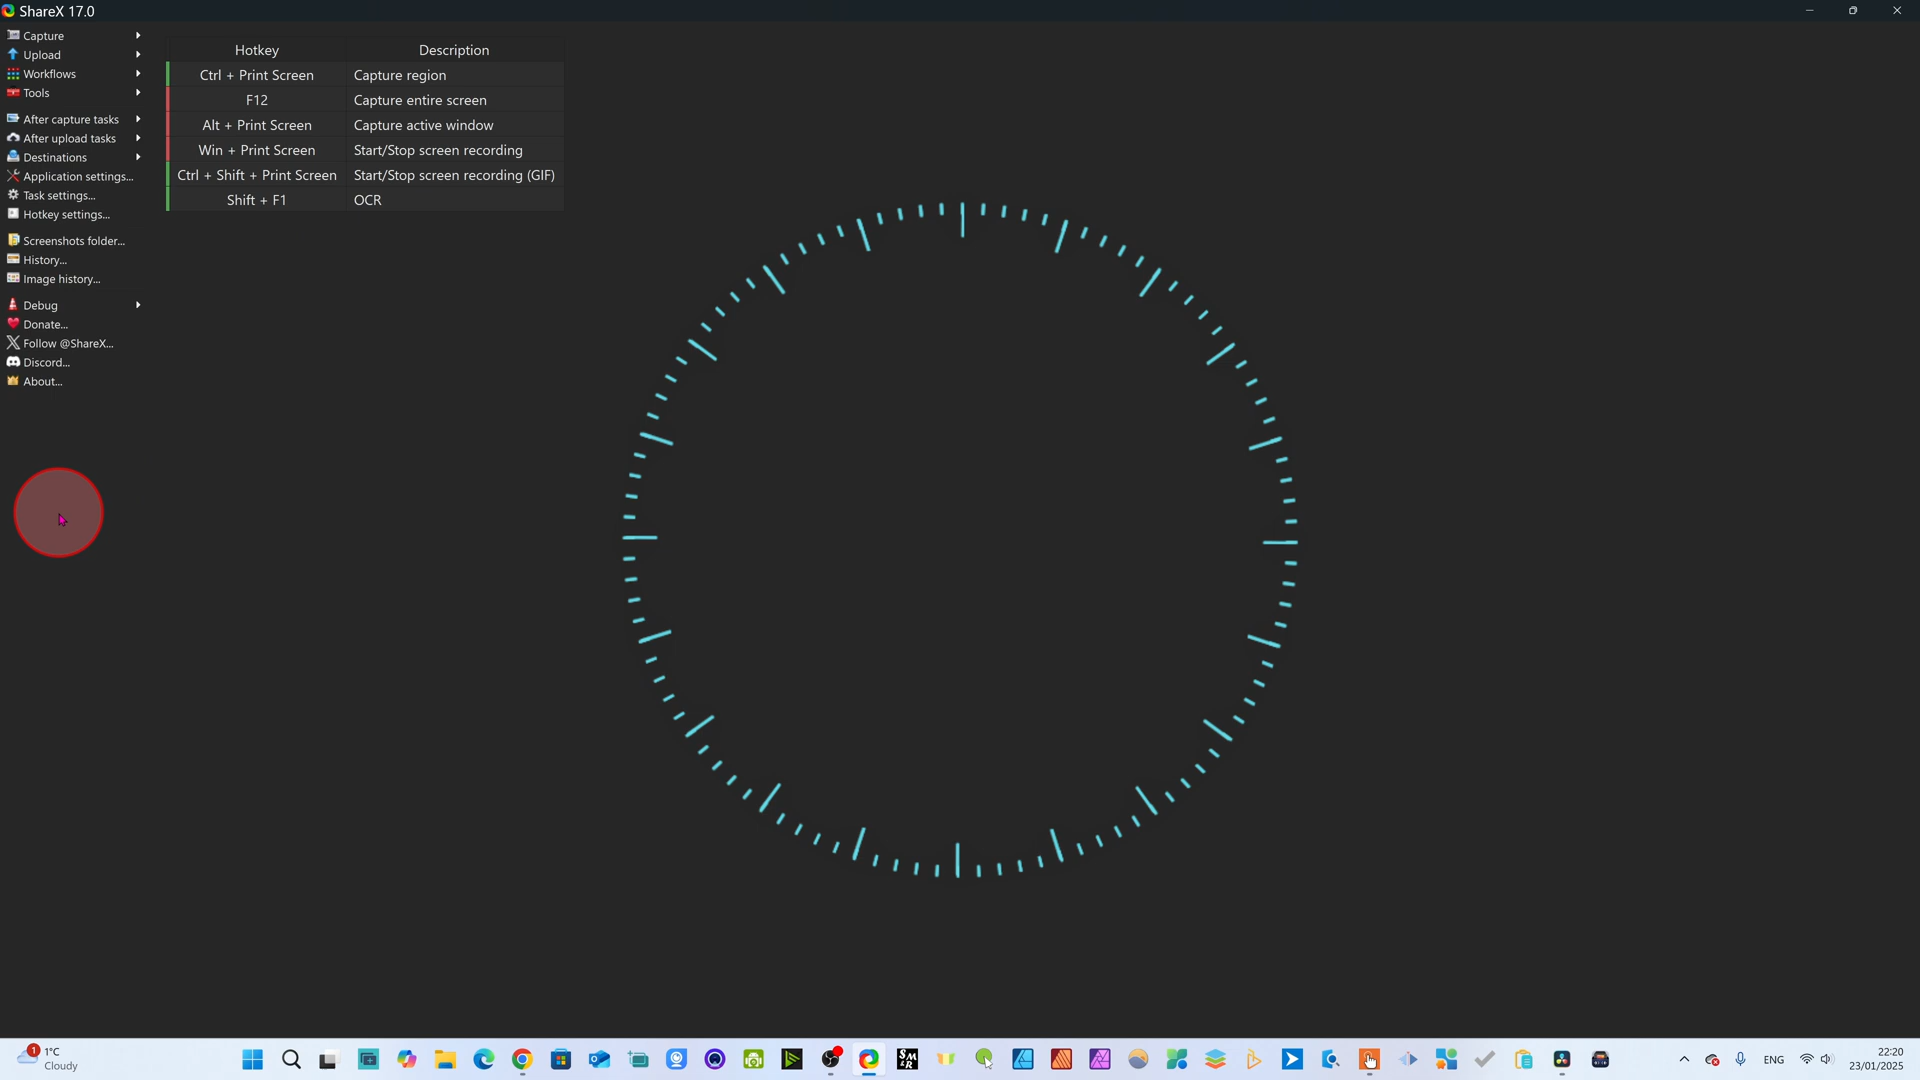 ShareX 17.0
Capture
Upload
Workflows
Tools
After capture tasks
After upload tasks
Destinations
Application settings...
Task settings...
Hotkey settings...
Screenshots folder...
History...
Image history...
Debug
Donate...
Follow @ShareX...
Discord...
About...
Hotkey Description
Ctrl + Print Screen Capture region
F12 Capture entire screen
Alt + Print Screen Capture active window
Win + Print Screen Start/Stop screen recording
Ctrl + Shift + Print Screen Start/Stop screen recording (GIF)
Shift + F1 OCR
1
1°C
Cloudy
SM
&R
ENG
22:20
23/01/2025